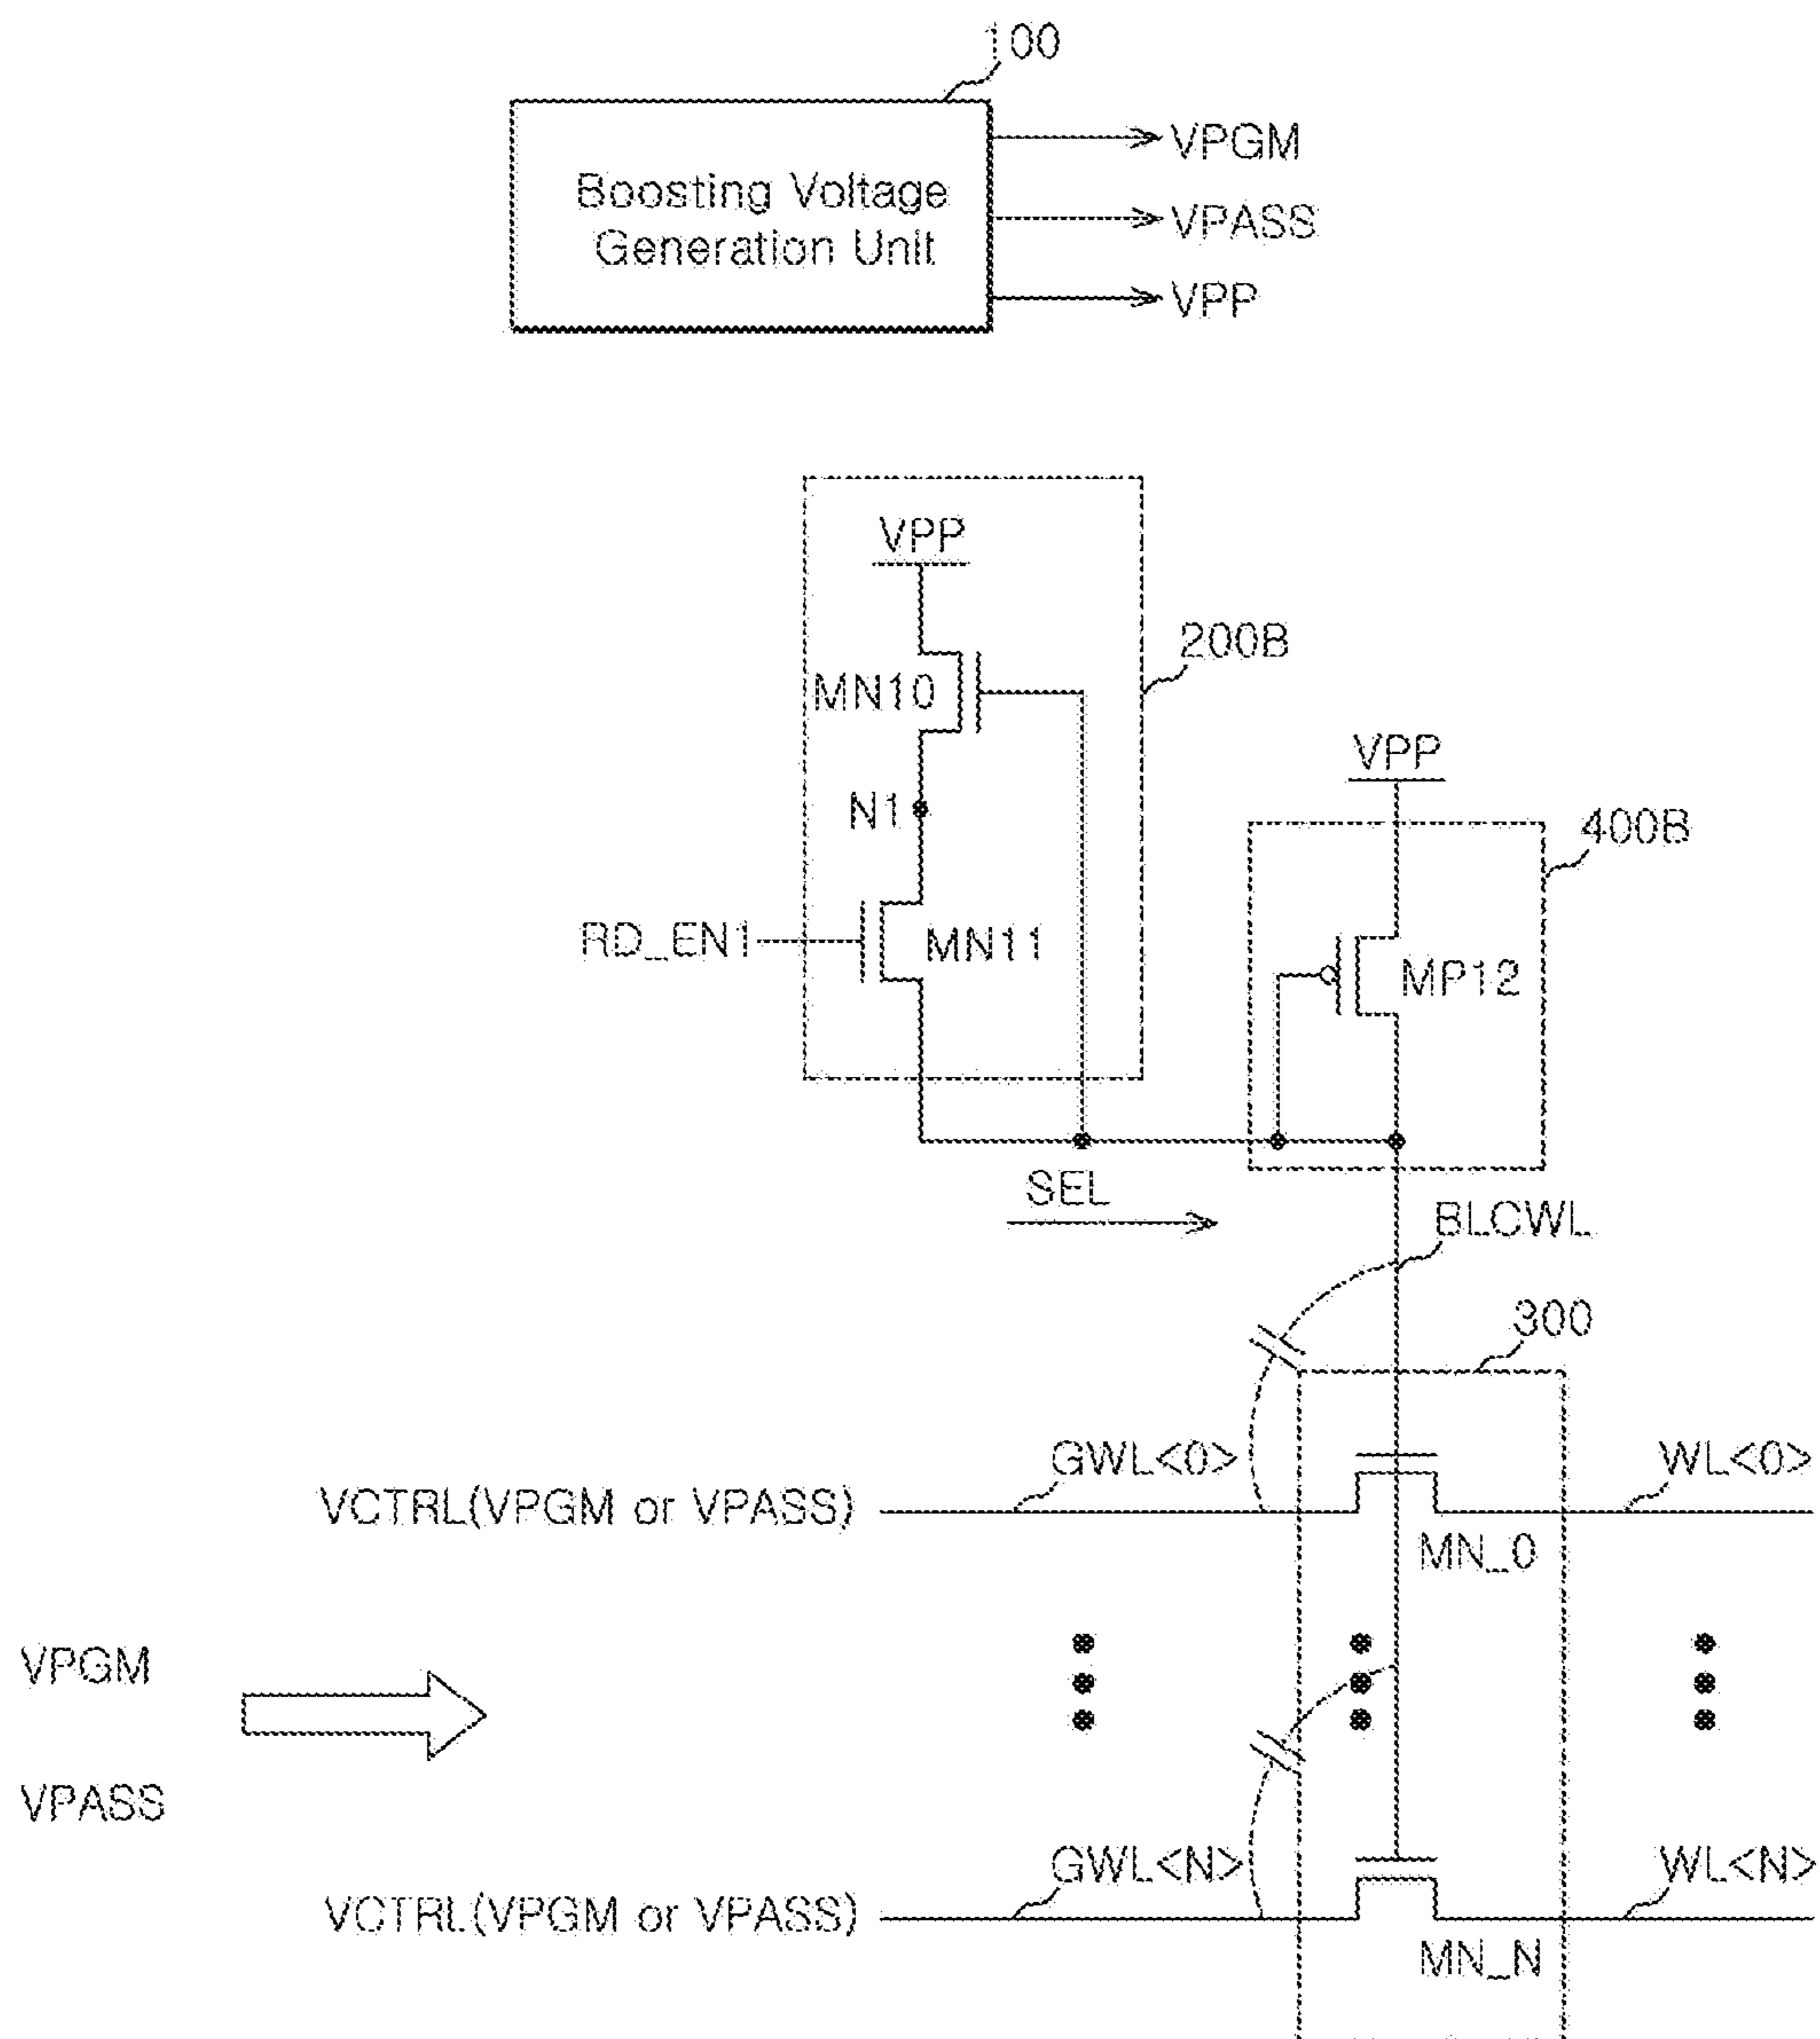 100
Boosting Voltage
Generation Unit
VPGM
VPASS
VPP
VPP
200B
MN10
VPP
N1
400B
RD_EN1
MN11
MP12
SEL
BLCWL
300
GWL<0>
WL<0>
VCTRL(VPGM or VPASS)
MN_0
VPGM
VPASS
GWL<N>
WL<N>
VCTRL(VPGM or VPASS)
MN_N